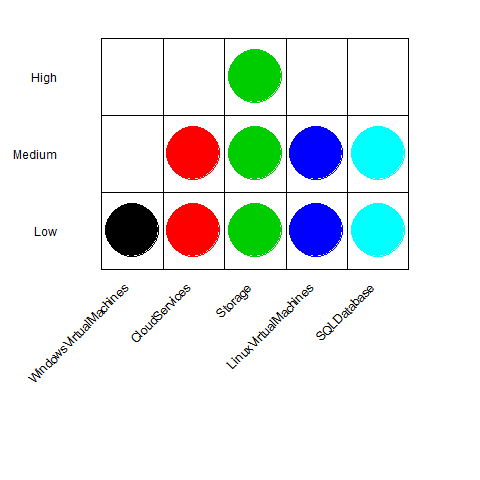 High
Medium
Low
WindowsVirtualMachines
CloudServices
Storage
LinuxVirtualMachines
SQLDatabase